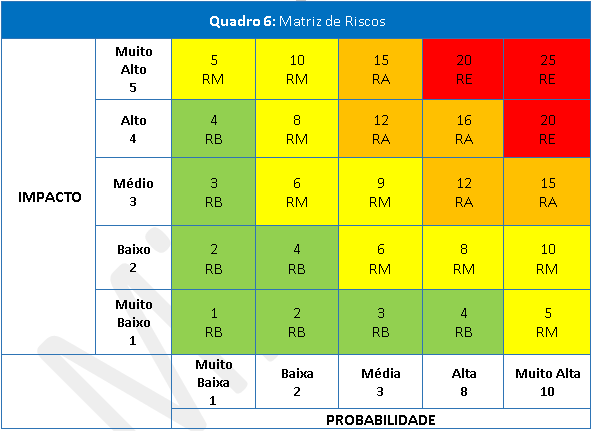 Quadro 6: Matriz de Riscos
IMPACTO
Muito
Alto
5
5
RM
10
RM
15
RA
20
RE
25
RE
Alto
4
4
RB
8
RM
12
RA
16
RA
20
RE
Médio
3
3
RB
6
RM
9
RM
12
RA
15
RA
Baixo
2
2
RB
4
RB
6
RM
8
RM
10
RM
Muito
Baixo
1
1
RB
2
RB
3
RB
4
RB
5
RM
Muito
Baixa
1
Baixa
2
Média
3
Alta
8
Muito Alta
10
PROBABILIDADE